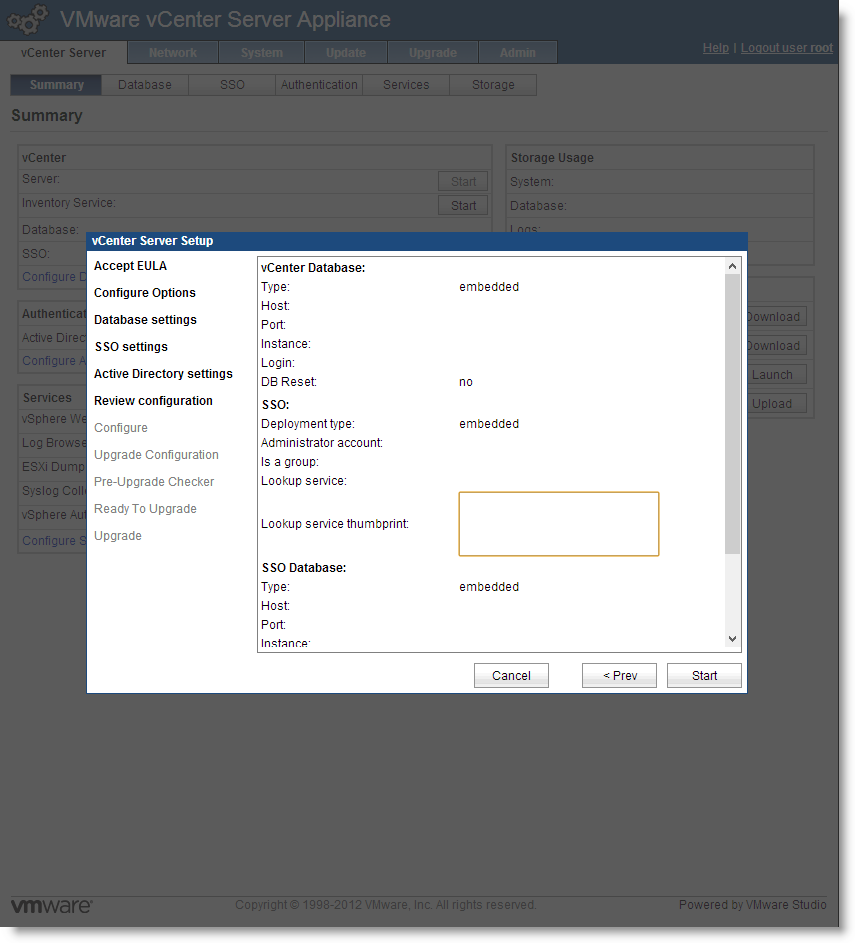 VMware vCenter Server Appliance
vCenter Server Network System Update Upgrade Admin
Help | Logout user root
Summary Database SSO Authentication Services Storage
Summary
vCenter
Server: Start
Inventory Service: Start
Database:
SSO:
Configure D
Storage Usage
System:
Database:
Logs:
Authenticat
Active Direc
Configure A
Services
vSphere We
Log Browse
ESXi Dump
Syslog Colle
vSphere Aut
Configure S
Download
Download
Launch
Upload
vCenter Server Setup
Accept EULA
Configure Options
Database settings
SSO settings
Active Directory settings
Review configuration
Configure
Upgrade Configuration
Pre-Upgrade Checker
Ready To Upgrade
Upgrade
vCenter Database:
Type: embedded
Host:
Port:
Instance:
Login:
DB Reset: no
SSO:
Deployment type: embedded
Administrator account:
Is a group:
Lookup service:
Lookup service thumbprint:
SSO Database:
Type: embedded
Host:
Port:
Instance:
Cancel < Prev Start
vmware
Copyright © 1998-2012 VMware, Inc. All rights reserved.
Powered by VMware Studio